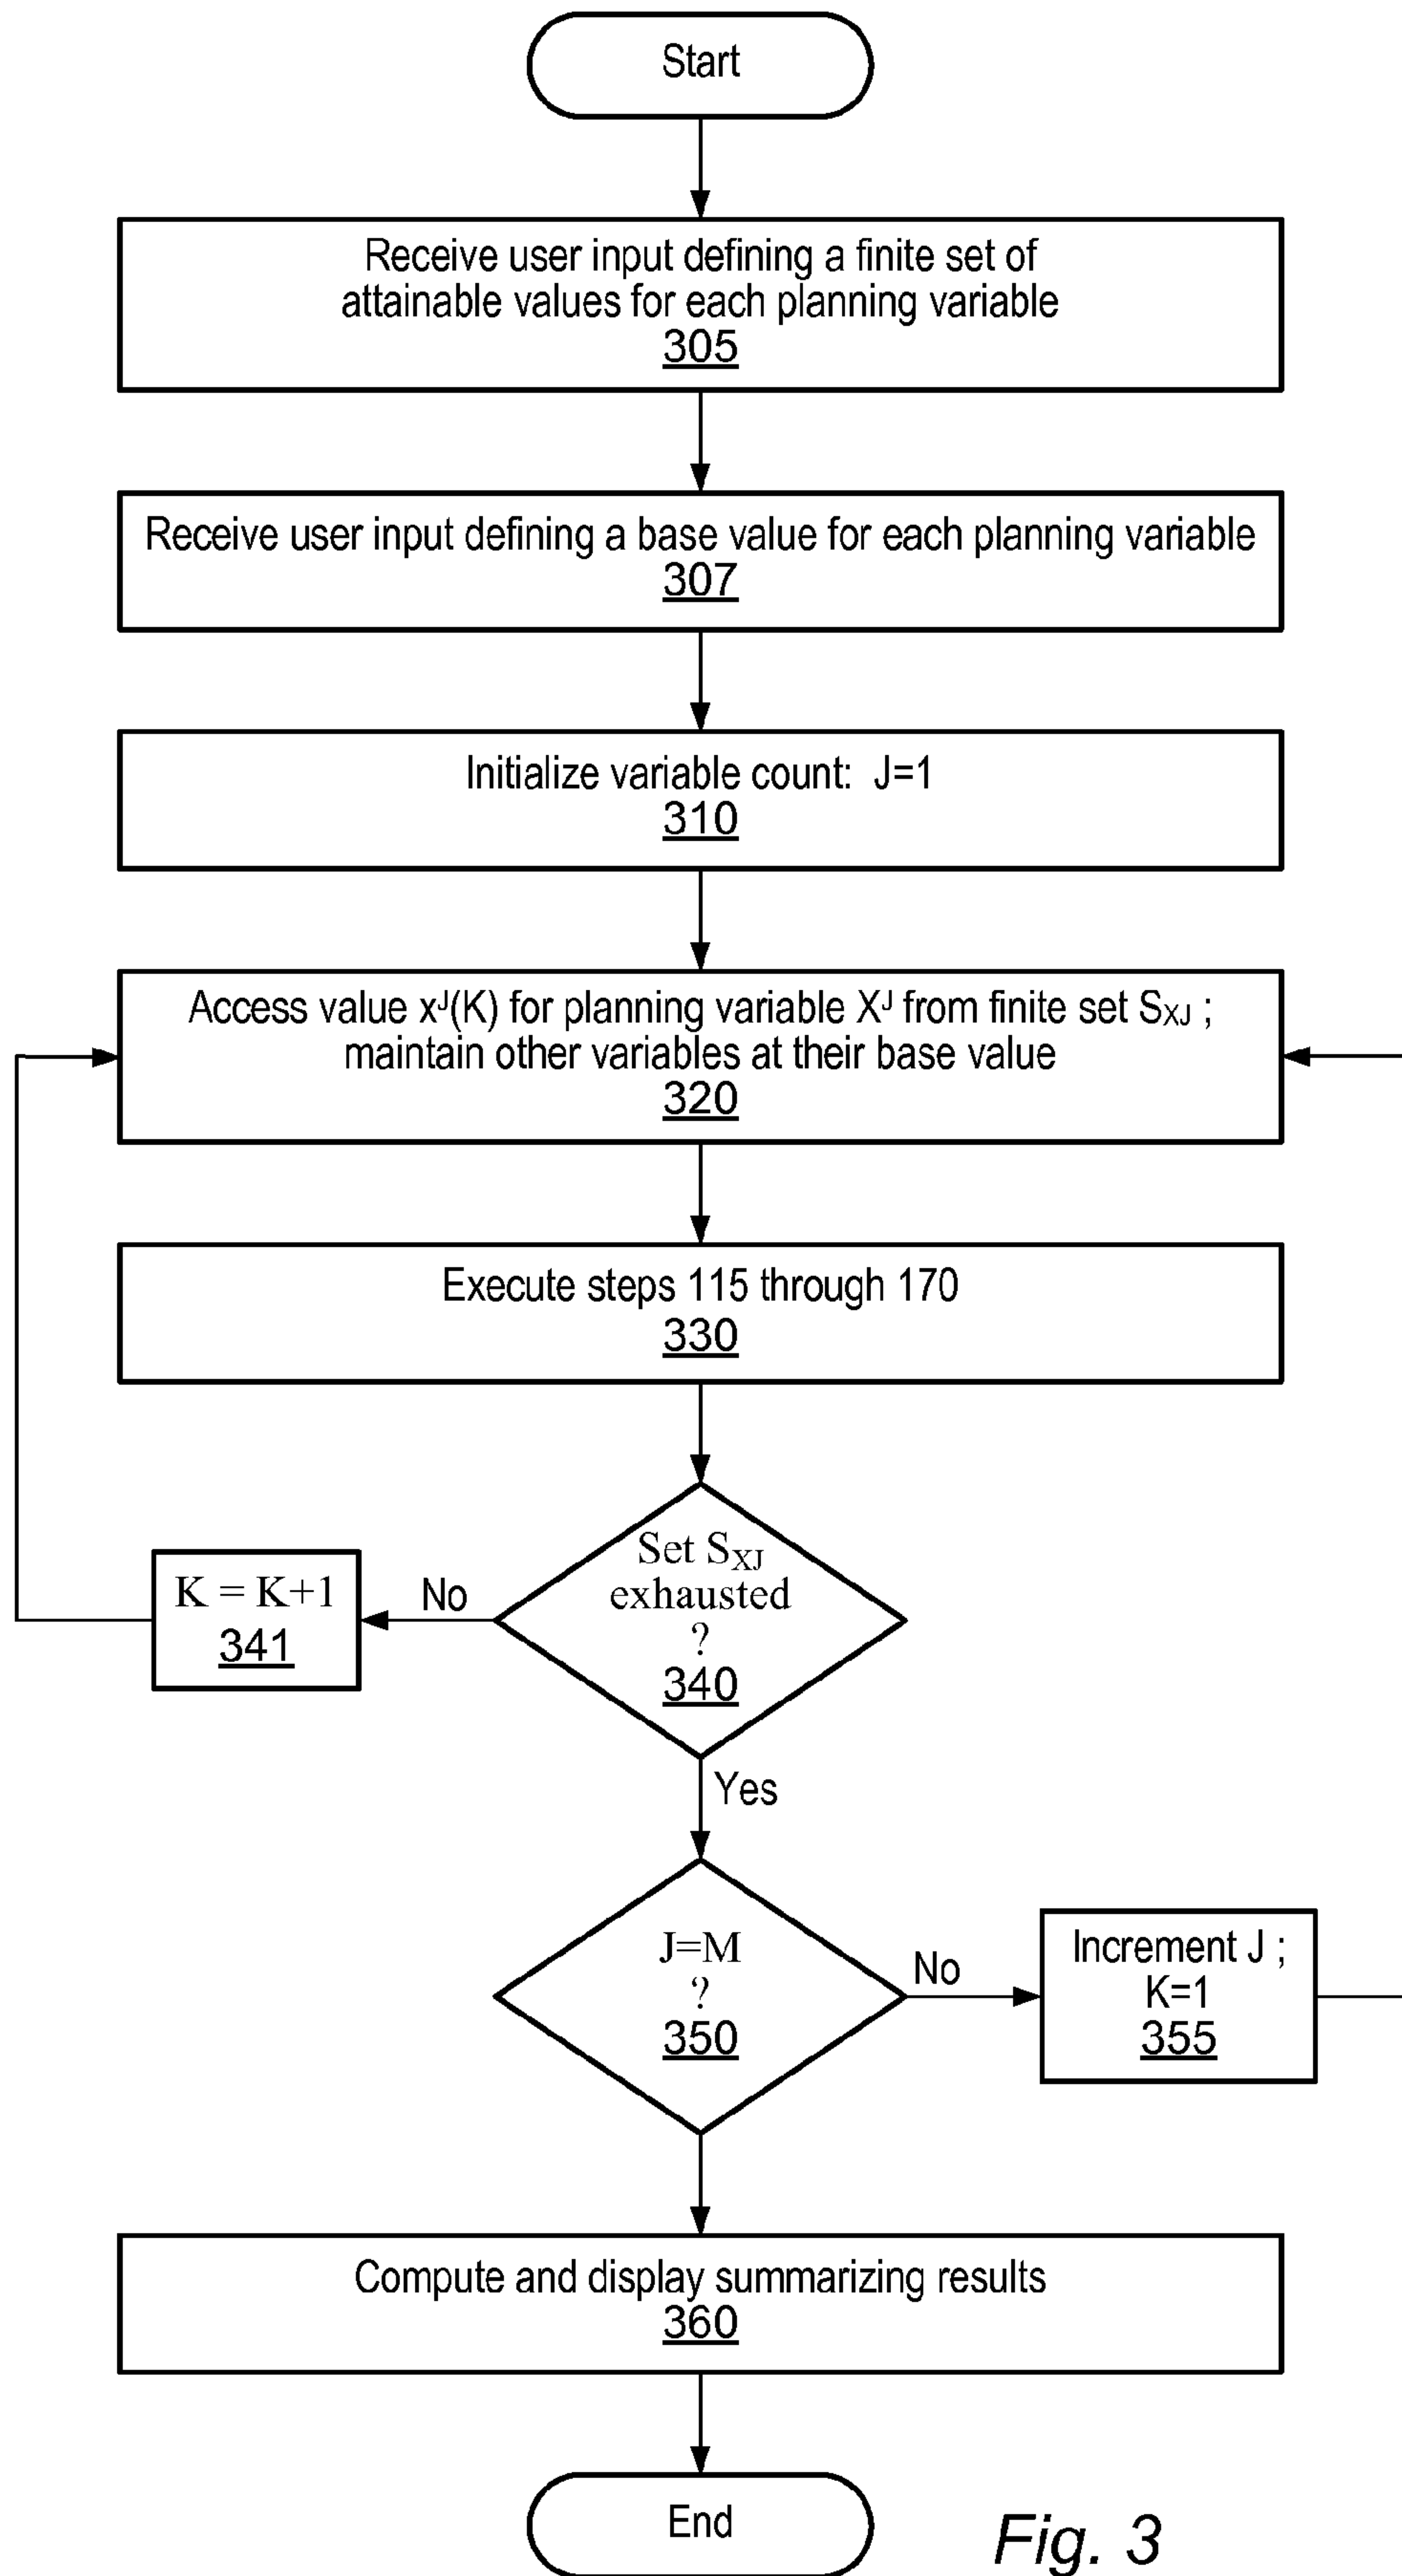 Start
Receive user input defining a finite set of
attainable values for each planning variable
305
Receive user input defining a base value for each planning variable
307
Initialize variable count: J=1
310
Access value xᴶ(K) for planning variable Xᴶ from finite set S_XJ ;
maintain other variables at their base value
320
Execute steps 115 through 170
330
Set S_XJ
exhausted
?
340
No
K = K+1
341
Yes
J=M
?
350
No
Increment J ;
K=1
355
Compute and display summarizing results
360
End
Fig. 3